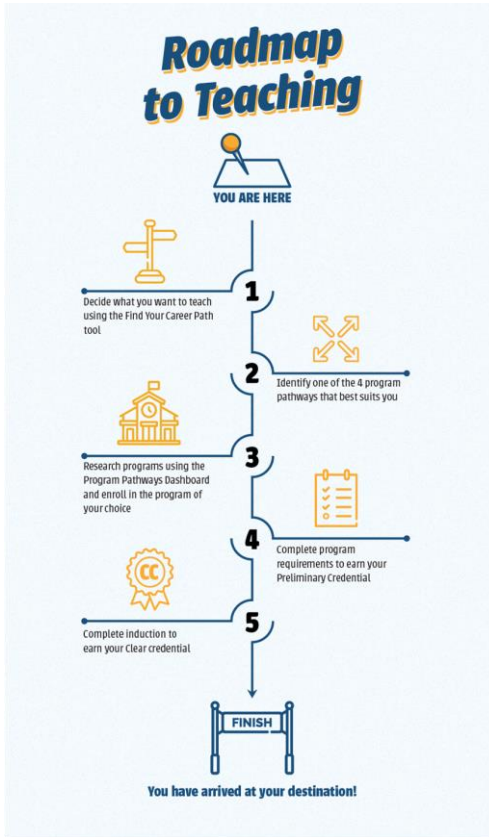 Roadmap
to Teaching
YOU ARE HERE
1
Decide what you want to teach
using the Find Your Career Path
tool
2
Identify one of the 4 program
pathways that best suits you
3
Research programs using the
Program Pathways Dashboard
and enroll in the program of
your choice
4
Complete program
requirements to earn your
Preliminary Credential
CC
5
Complete induction to
earn your Clear credential
FINISH
You have arrived at your destination!